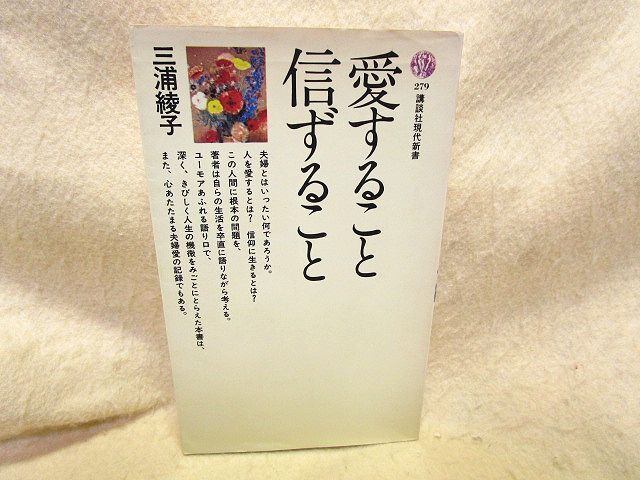 279
講談社現代新書
愛すること
信ずること
三浦綾子
夫婦とはいったい何であろうか。
人を愛するとは? 信仰に生きるとは?
この人間に根本の問題を、
著者は自らの生活を卒直に語りながら考える。
ユーモアあふれる語り口で、
深く、きびしく人生の機微をみごとにとらえた本書は、
また、心あたたまる夫婦愛の記録でもある。